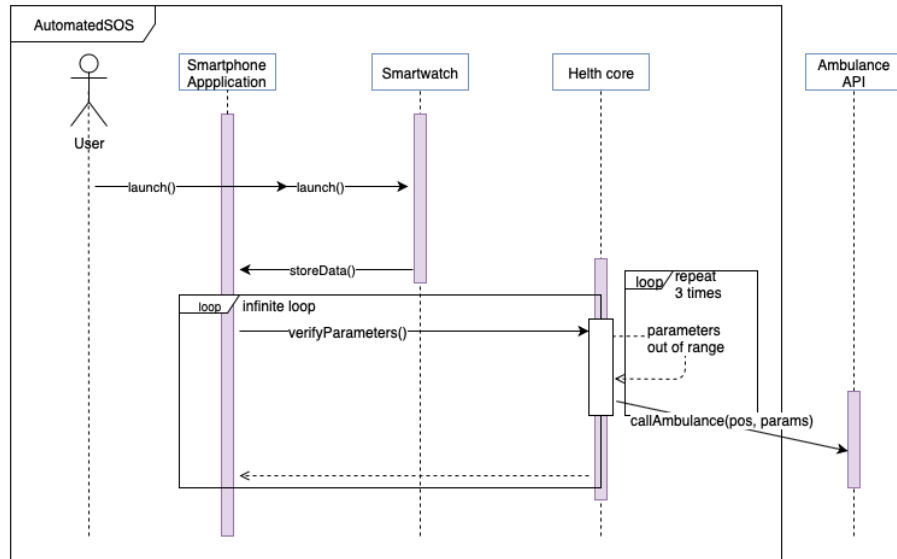 AutomatedSOS
Smartphone
Appplication
Smartwatch
Helth core
Ambulance
API
User
launch()
launch()
storeData()
loop
repeat
3 times
loop
infinite loop
verifyParameters()
parameters
out of range
callAmbulance(pos, params)